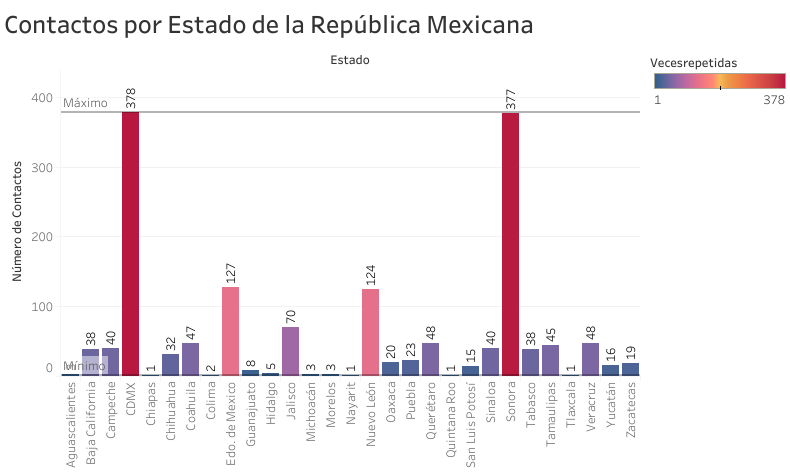 Contactos por Estado de la República Mexicana
Estado
Vecesrepetidas
1 378
Número de Contactos
400
300
200
100
0
Máximo
Mínimo
38
40
378
1
32
47
2
127
8
5
70
3
3
1
124
20
23
48
1
15
40
377
38
45
1
48
16
19
Aguascalientes
Baja California
Campeche
CDMX
Chiapas
Chihuahua
Coahuila
Colima
Edo. de Mexico
Guanajuato
Hidalgo
Jalisco
Michoacán
Morelos
Nayarit
Nuevo León
Oaxaca
Puebla
Querétaro
Quintana Roo
San Luis Potosí
Sinaloa
Sonora
Tabasco
Tamaulipas
Tlaxcala
Veracruz
Yucatán
Zacatecas